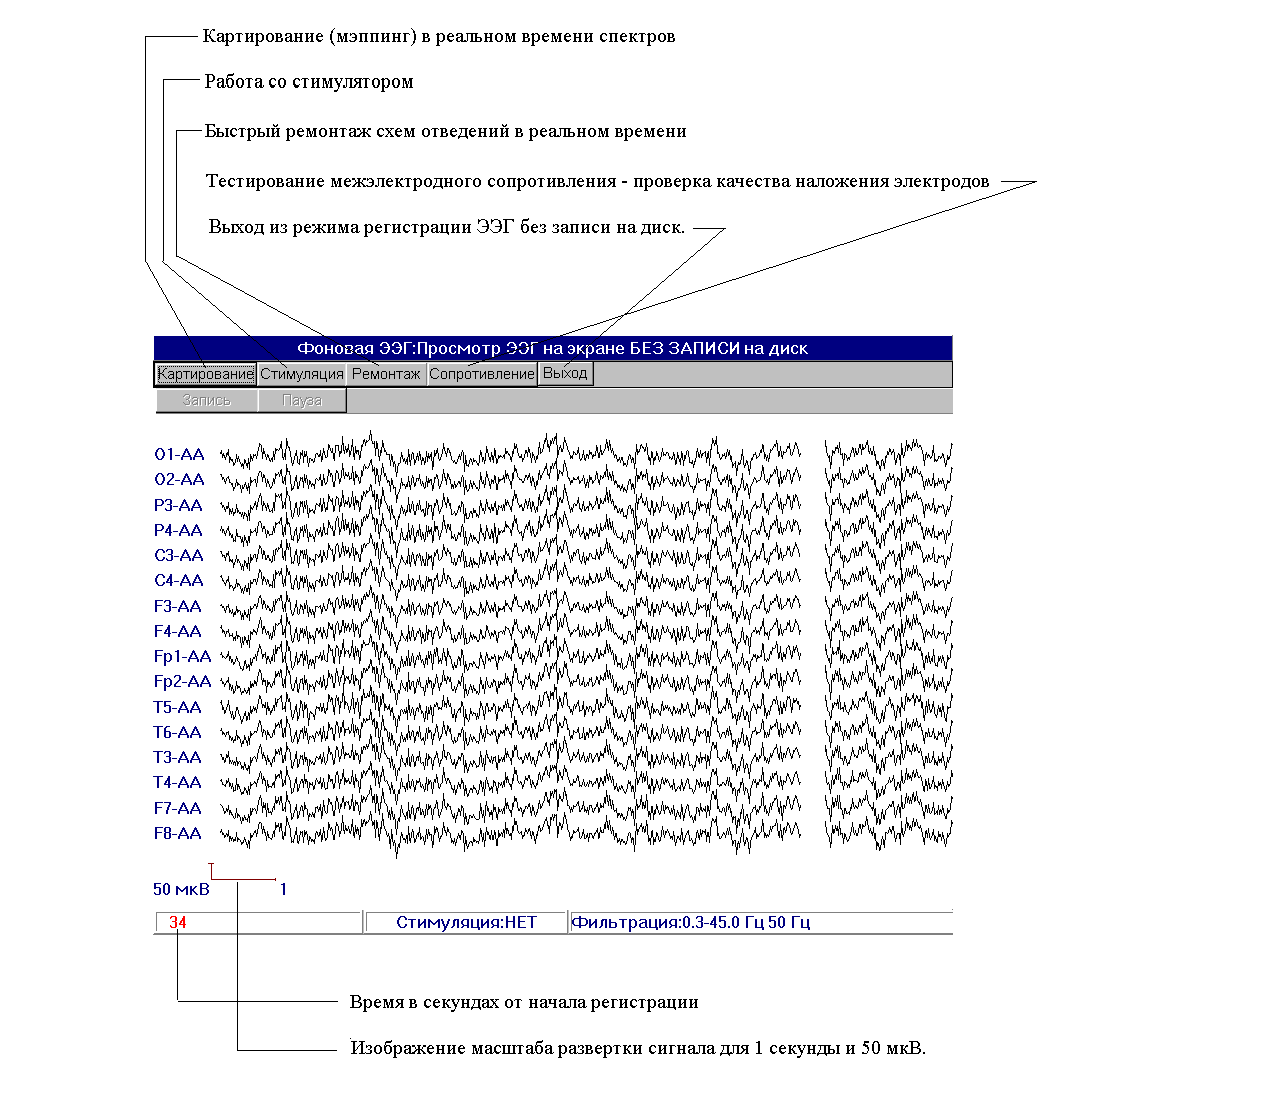 Картирование (мэппинг) в реальном времени спектров
Работа со стимулятором
Быстрый ремонтаж схем отведений в реальном времени
Тестирование межэлектродного сопротивления - проверка качества наложения электродов
Выход из режима регистрации ЭЭГ без записи на диск.
Фоновая ЭЭГ:Просмотр ЭЭГ на экране БЕЗ ЗАПИСИ на диск
Картирование Стимуляция Ремонтаж Сопротивление Выход
Запись Пауза
O1-AA
O2-AA
P3-AA
P4-AA
C3-AA
C4-AA
F3-AA
F4-AA
Fp1-AA
Fp2-AA
T5-AA
T6-AA
T3-AA
T4-AA
F7-AA
F8-AA
50 мкВ 1
34 Стимуляция:НЕТ Фильтрация:0.3-45.0 Гц 50 Гц
Время в секундах от начала регистрации
Изображение масштаба развертки сигнала для 1 секунды и 50 мкВ.